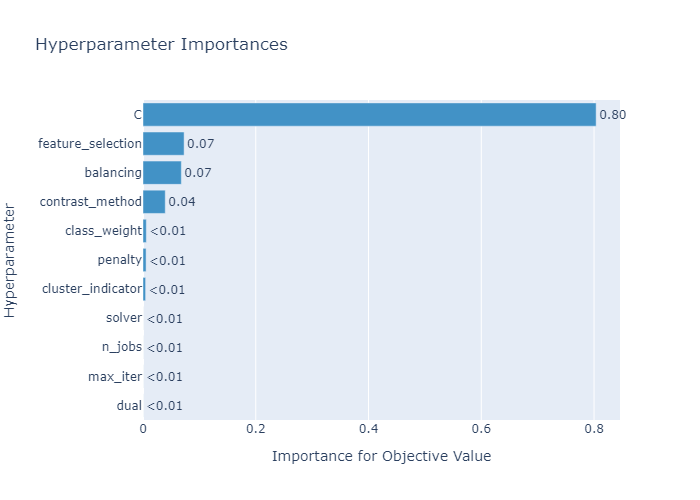 Hyperparameter Importances
Hyperparameter
C 0.80
feature_selection 0.07
balancing 0.07
contrast_method 0.04
class_weight <0.01
penalty <0.01
cluster_indicator <0.01
solver <0.01
n_jobs <0.01
max_iter <0.01
dual <0.01
0 0.2 0.4 0.6 0.8
Importance for Objective Value